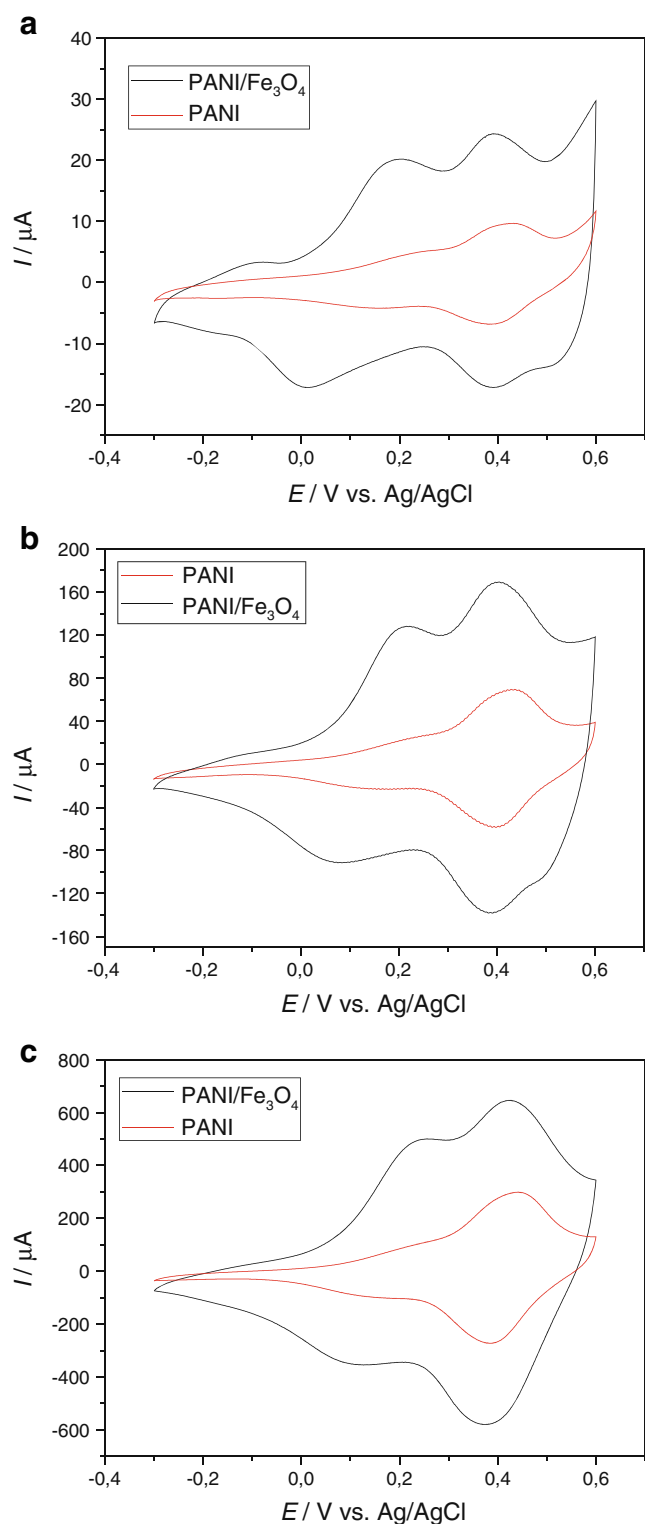 a
40
30
20
10
0
-10
-20
I / μA
PANI/Fe₃O₄
PANI
-0,4 -0,2 0,0 0,2 0,4 0,6
E / V vs. Ag/AgCl
b
200
160
120
80
40
0
-40
-80
-120
-160
I / μA
PANI
PANI/Fe₃O₄
-0,4 -0,2 0,0 0,2 0,4 0,6
E / V vs. Ag/AgCl
c
800
600
400
200
0
-200
-400
-600
I / μA
PANI/Fe₃O₄
PANI
-0,4 -0,2 0,0 0,2 0,4 0,6
E / V vs. Ag/AgCl